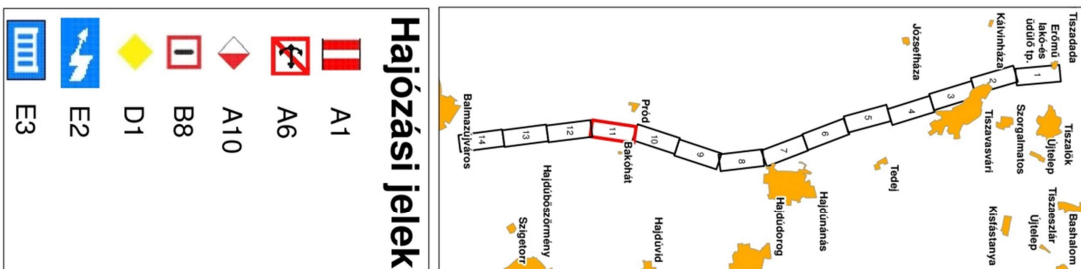 Hajózási jelek
A1
A6
A10
B8
D1
E2
E3
Tiszadada
Erőmű
lakó-és
üdülő tp.
Kálvinháza
Józsefháza
Tiszalök
Újtelep
Szorgalmatos
Tiszavasvári
Bashalom
Tiszaeszlár
Újtelep
Kisfástanya
Tedej
Hajdúnánás
Hajdúdorog
Hajdúvid
Pród
Bakóhát
Hajdúböszörmény
Szigetorr
Balmazújváros
1
2
3
4
5
6
7
8
9
10
11
12
13
14